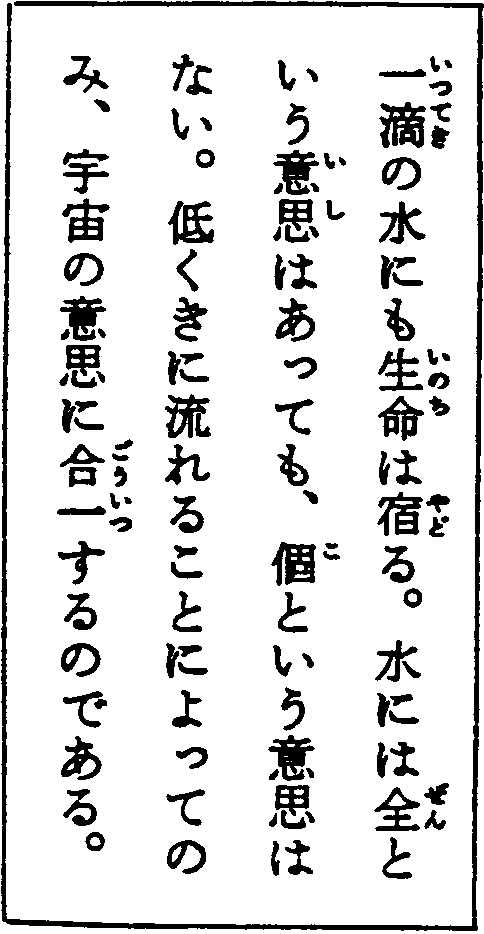 一滴の水にも生命は宿る。水には全と
いう意思はあっても、個という意思は
ない。低くきに流れることによっての
み、宇宙の意思に合一するのである。